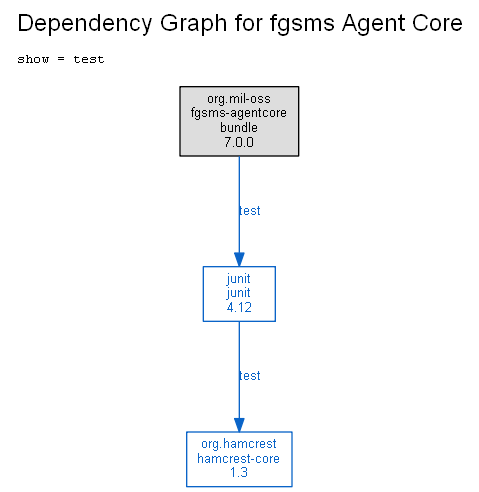 Dependency Graph for fgsms Agent Core
show = test
org.mil-oss
fgsms-agentcore
bundle
7.0.0
test
junit
junit
4.12
test
org.hamcrest
hamcrest-core
1.3